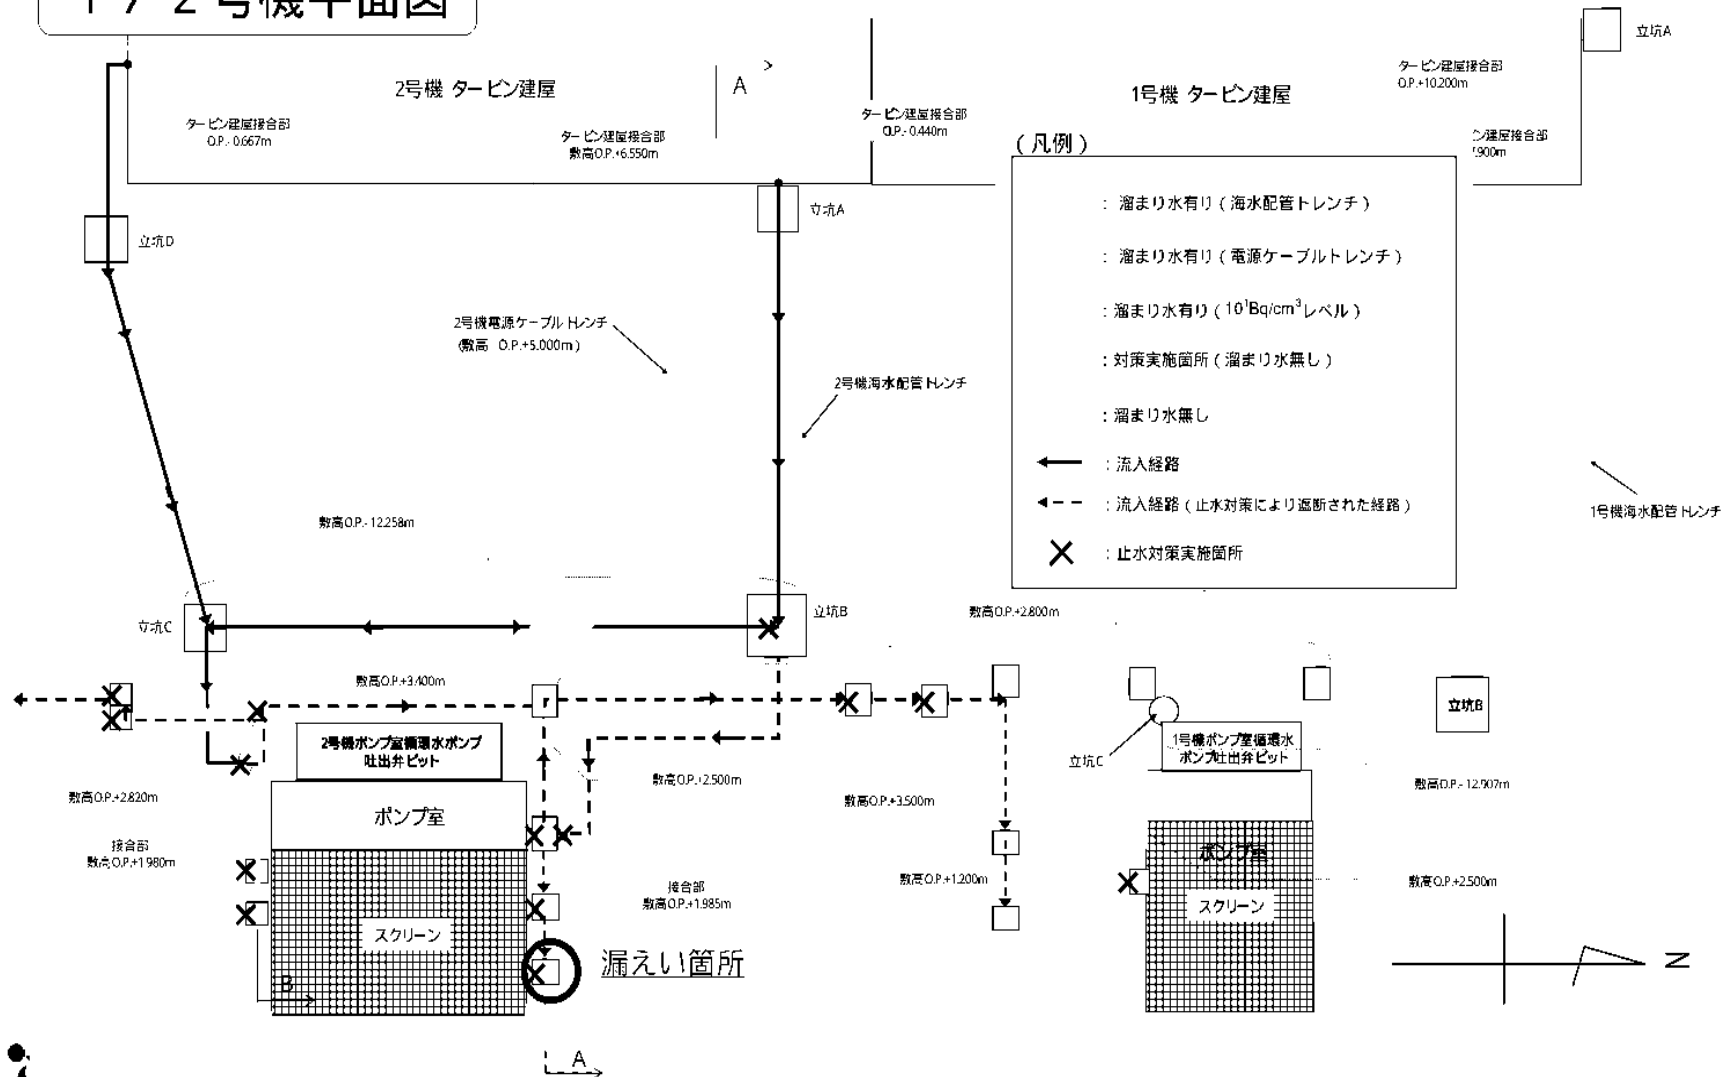 1/2号機平面図
立坑A
2号機 タービン建屋
A
1号機 タービン建屋
タービン建屋接合部
O.P.+10.200m
タービン建屋接合部
O.P.-0.667m
タービン建屋接合部
敷高O.P.+6.550m
タービン建屋接合部
O.P.-0.440m
ン建屋接合部
7.900m
(凡例)
:溜まり水有り(海水配管トレンチ)
:溜まり水有り(電源ケーブルトレンチ)
:溜まり水有り(10¹Bq/cm³レベル)
:対策実施箇所(溜まり水無し)
:溜まり水無し
:流入経路
:流入経路(止水対策により遮断された経路)
:止水対策実施箇所
立坑A
立坑D
2号機電源ケーブルトレンチ
(敷高 O.P.+5.000m)
2号機海水配管トレンチ
1号機海水配管トレンチ
敷高O.P.-12.258m
立坑C
立坑B
敷高O.P.+2.800m
敷高O.P.+3.400m
立坑B
2号機ポンプ室循環水ポンプ
吐出弁ピット
1号機ポンプ室循環水
ポンプ吐出弁ピット
立坑C
敷高O.P.+2.500m
敷高O.P.-12.907m
敷高O.P.+2.820m
敷高O.P.+3.500m
ポンプ室
接合部
敷高O.P.+1.980m
ポンプ室
敷高O.P.+1.200m
敷高O.P.+2.500m
接合部
敷高O.P.+1.985m
スクリーン
スクリーン
漏えい箇所
N
B
A